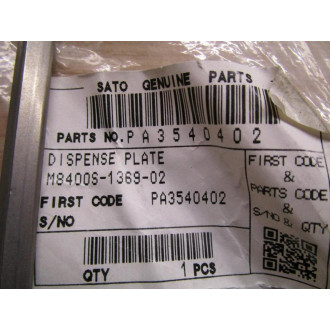 SATO GENUINE PARTS
PARTS NO. PA3540402
DISPENSE PLATE
M8400S-1369-02
FIRST CODE PA3540402
S/NO
QTY 1 PCS
FIRST CODE
&
PARTS CODE
&
S/NO & QTY